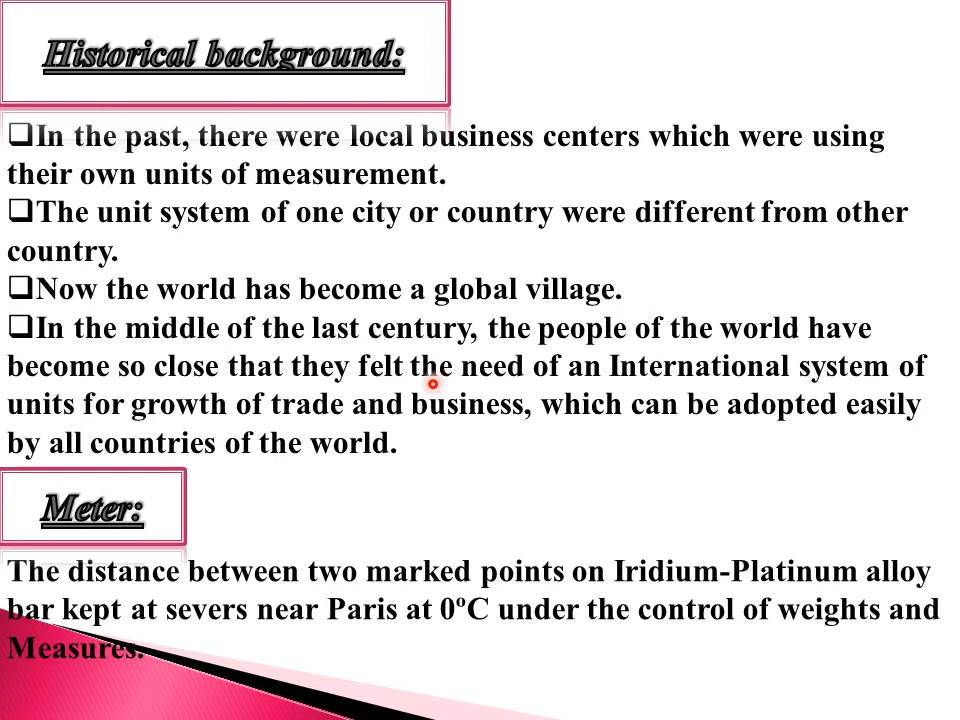 Historical background:
❑In the past, there were local business centers which were using
their own units of measurement.
❑The unit system of one city or country were different from other
country.
❑Now the world has become a global village.
❑In the middle of the last century, the people of the world have
become so close that they felt the need of an International system of
units for growth of trade and business, which can be adopted easily
by all countries of the world.
Meter:
The distance between two marked points on Iridium-Platinum alloy
bar kept at severs near Paris at 0ºC under the control of weights and
Measures.